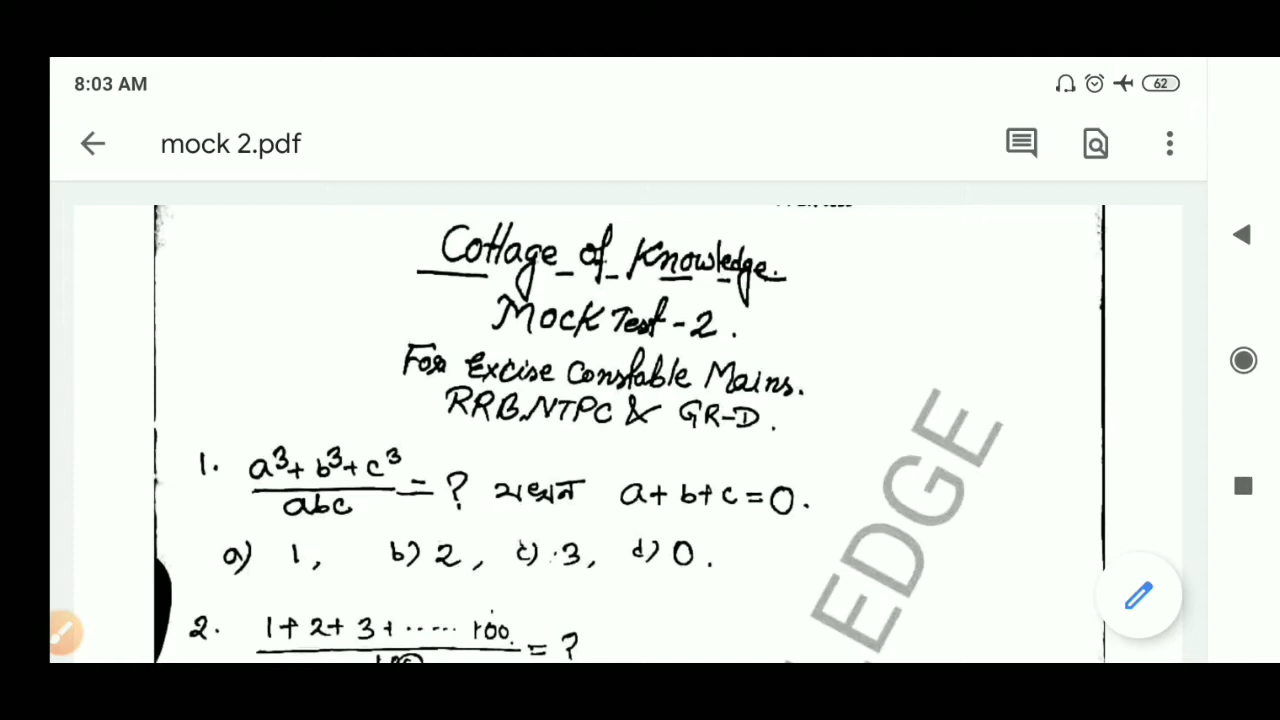 8:03 AM
62
mock 2.pdf
Cottage of Knowledge.
Mock Test-2.
For Excise Constable Mains.
RRB,NTPC & GR-D.
1. a³+ b³+ c³ / abc = ? যখন a+ b+ c = 0.
a) 1, b) 2, c) 3, d) 0.
2. 1+ 2+ 3+ ..... 100 = ?
EDGE